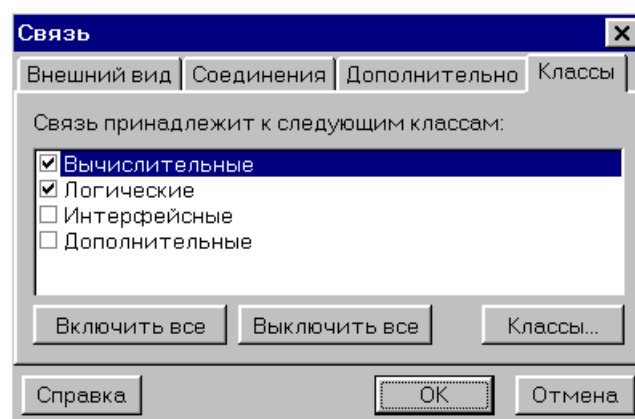 Связь
Внешний вид Соединения Дополнительно Классы
Связь принадлежит к следующим классам:
Вычислительные
Логические
Интерфейсные
Дополнительные
Включить все Выключить все Классы...
Справка OK Отмена